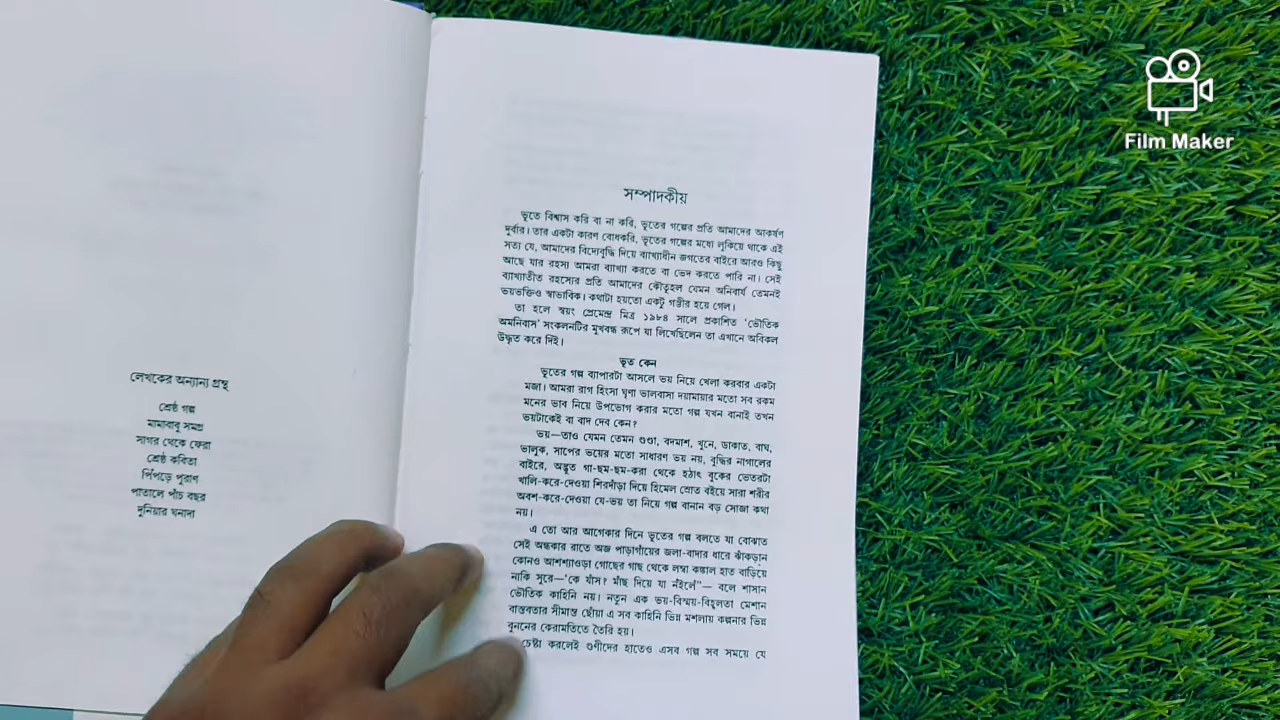 লেখকের অন্যান্য গ্রন্থ
শ্রেষ্ঠ গল্প
মামাবাবু সমগ্র
সাগর থেকে ফেরা
শ্রেষ্ঠ কবিতা
পিঁপড়ে পুরাণ
পাতালে পাঁচ বছর
দুনিয়ার ঘনাদা
সম্পাদকীয়
ভূতে বিশ্বাস করি বা না করি, ভূতের গল্পের প্রতি আমাদের আকর্ষণ
দুর্বার। তার একটা কারণ বোধকরি, ভূতের গল্পের মধ্যে লুকিয়ে থাকে এই
সত্য যে, আমাদের বিদ্যেবুদ্ধি দিয়ে ব্যাখ্যাধীন জগতের বাইরে আরও কিছু
আছে যার রহস্য আমরা ব্যাখ্যা করতে বা ভেদ করতে পারি না। সেই
ব্যাখ্যাতীত রহস্যের প্রতি আমাদের কৌতূহল যেমন অনিবার্য তেমনই
ভয়ভক্তিও স্বাভাবিক। কথাটা হয়তো একটু গম্ভীর হয়ে গেল।
তা হলে স্বয়ং প্রেমেন্দ্র মিত্র ১৯৮৪ সালে প্রকাশিত ‘ভৌতিক
অমনিবাস’ সংকলনটির মুখবন্ধ রূপে যা লিখেছিলেন তা এখানে অবিকল
উদ্ধৃত করে দিই।
ভূত কেন
ভূতের গল্প ব্যাপারটা আসলে ভয় নিয়ে খেলা করবার একটা
মজা। আমরা রাগ হিংসা ঘৃণা ভালবাসা দয়ামায়ার মতো সব রকম
মনের ভাব নিয়ে উপভোগ করার মতো গল্প যখন বানাই তখন
ভয়টাকেই বা বাদ দেব কেন?
ভয়—তাও যেমন তেমন গুণ্ডা, বদমাশ, খুনে, ডাকাত, বাঘ,
ভালুক, সাপের ভয়ের মতো সাধারণ ভয় নয়, বুদ্ধির নাগালের
বাইরে, অদ্ভুত গা-ছম-ছম-করা থেকে হঠাৎ বুকের ভেতরটা
খালি-করে-দেওয়া শিরদাঁড়া দিয়ে হিমেল স্রোত বইয়ে সারা শরীর
অবশ-করে-দেওয়া যে-ভয় তা নিয়ে গল্প বানান বড় সোজা কথা
নয়।
এ তো আর আগেকার দিনে ভূতের গল্প বলতে যা বোঝাত
সেই অন্ধকার রাতে অজ পাড়াগাঁয়ের জলা-বাদার ধারে ঝাঁকড়ান
কোনও আশশ্যাওড়া গোছের গাছ থেকে লম্বা কঙ্কাল হাত বাড়িয়ে
নাকি সুরে—‘কে যাঁস? মাঁছ দিয়ে যা নঁইলে”— বলে শাসান
ভৌতিক কাহিনি নয়। নতুন এক ভয়-বিস্ময়-বিহ্বলতা মেশান
বাস্তবতার সীমান্ত ছোঁয়া এ সব কাহিনি ভিন্ন মশলায় কল্পনার ভিন্ন
বুননের কেরামতিতে তৈরি হয়।
চেষ্টা করলেই গুণীদের হাতেও এসব গল্প সব সময়ে যে
Film Maker